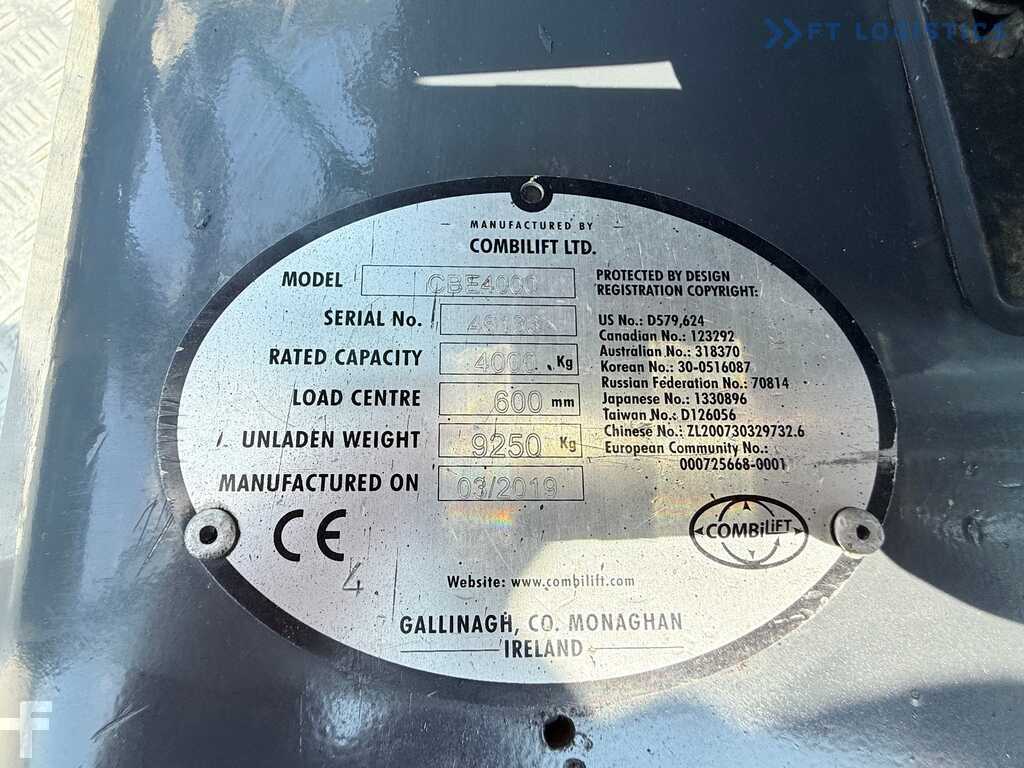 FT LOGISTICS
MANUFACTURED BY
COMBILIFT LTD.
MODEL CBE4000
SERIAL No.
RATED CAPACITY 4000 Kg
LOAD CENTRE 600 mm
UNLADEN WEIGHT 9250 Kg
MANUFACTURED ON 03/2019
PROTECTED BY DESIGN
REGISTRATION COPYRIGHT:
US No.: D579,624
Canadian No.: 123292
Australian No.: 318370
Korean No.: 30-0516087
Russian Federation No.: 70814
Japanese No.: 1330896
Taiwan No.: D126056
Chinese No.: ZL200730329732.6
European Community No.:
000725668-0001
CE
4
COMBiLiFT
Website: www.combilift.com
GALLINAGH, CO. MONAGHAN
IRELAND
F